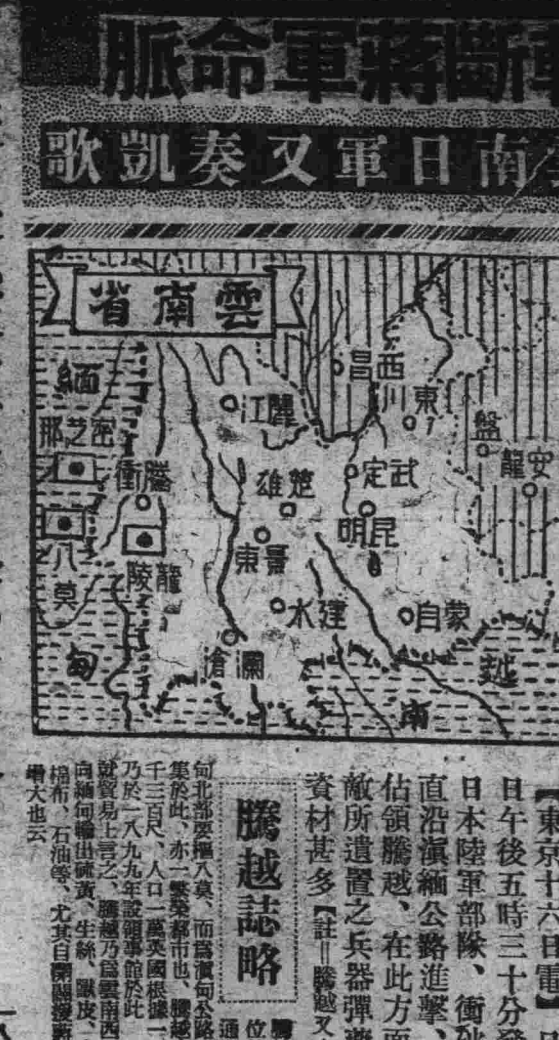 斷蔣軍命脈
南日軍又奏凱歌
雲南省
緬
密芝那
騰衝
八莫
龍陵
甸
麗江
西昌
東川
盤
安龍
楚雄
武定
昆明
景東
建水
蒙自
瀾滄
越
南
【東京十六日電】
日午後五時三十分發
日本陸軍部隊、衝破
直沿滇緬公路進擊、
佔領騰越、在此方面
敵所遺置之兵器彈藥
資材甚多【註＝騰越又
騰越誌略
位
通
甸北部要樞八莫、而爲滇甸公路
集於此、亦一繁榮都市也、騰越
千三百尺、人口一萬英國根據一
乃於一八九九年設領事館於此
就貿易上言之、騰越乃爲雲南西
向緬甸輸出硫黃、生絲、獸皮、
棉布、石油等、尤其自
增大也云